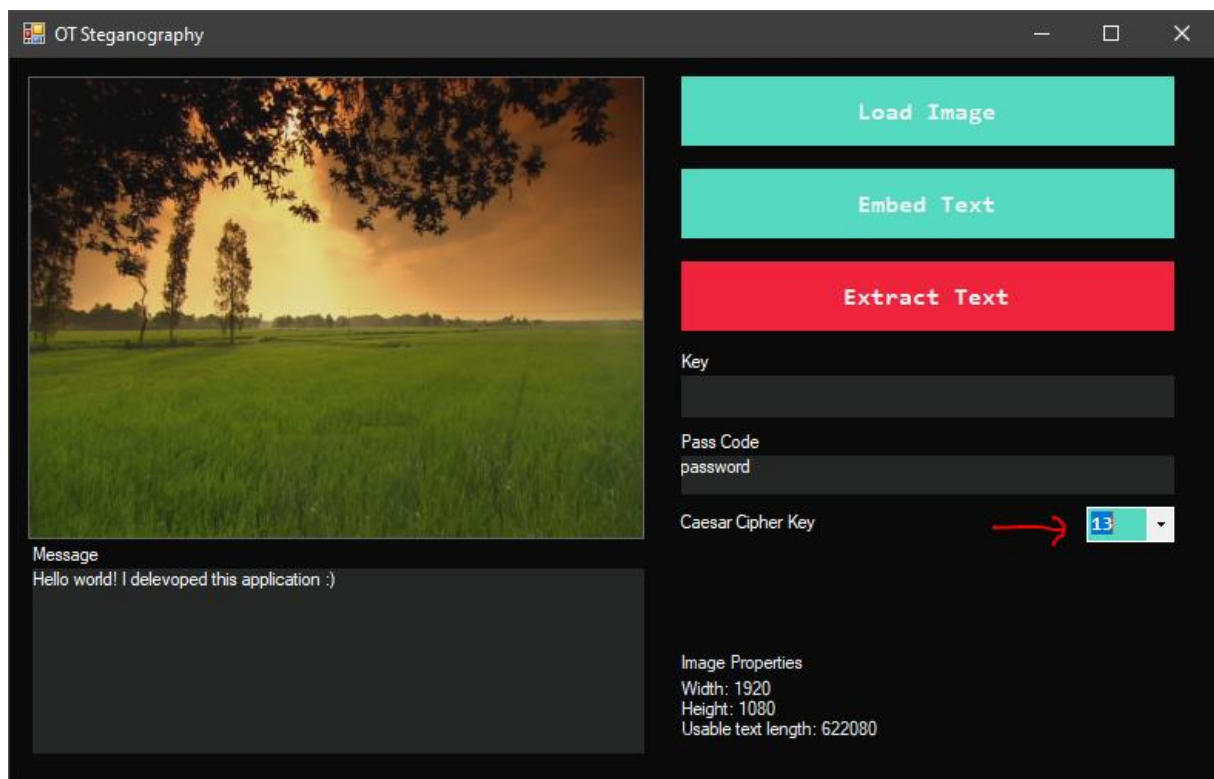 OT Steganography
Load Image
Embed Text
Extract Text
Key
Pass Code
password
Caesar Cipher Key
13
Message
Hello world! I delevoped this application :)
Image Properties
Width: 1920
Height: 1080
Usable text length: 622080